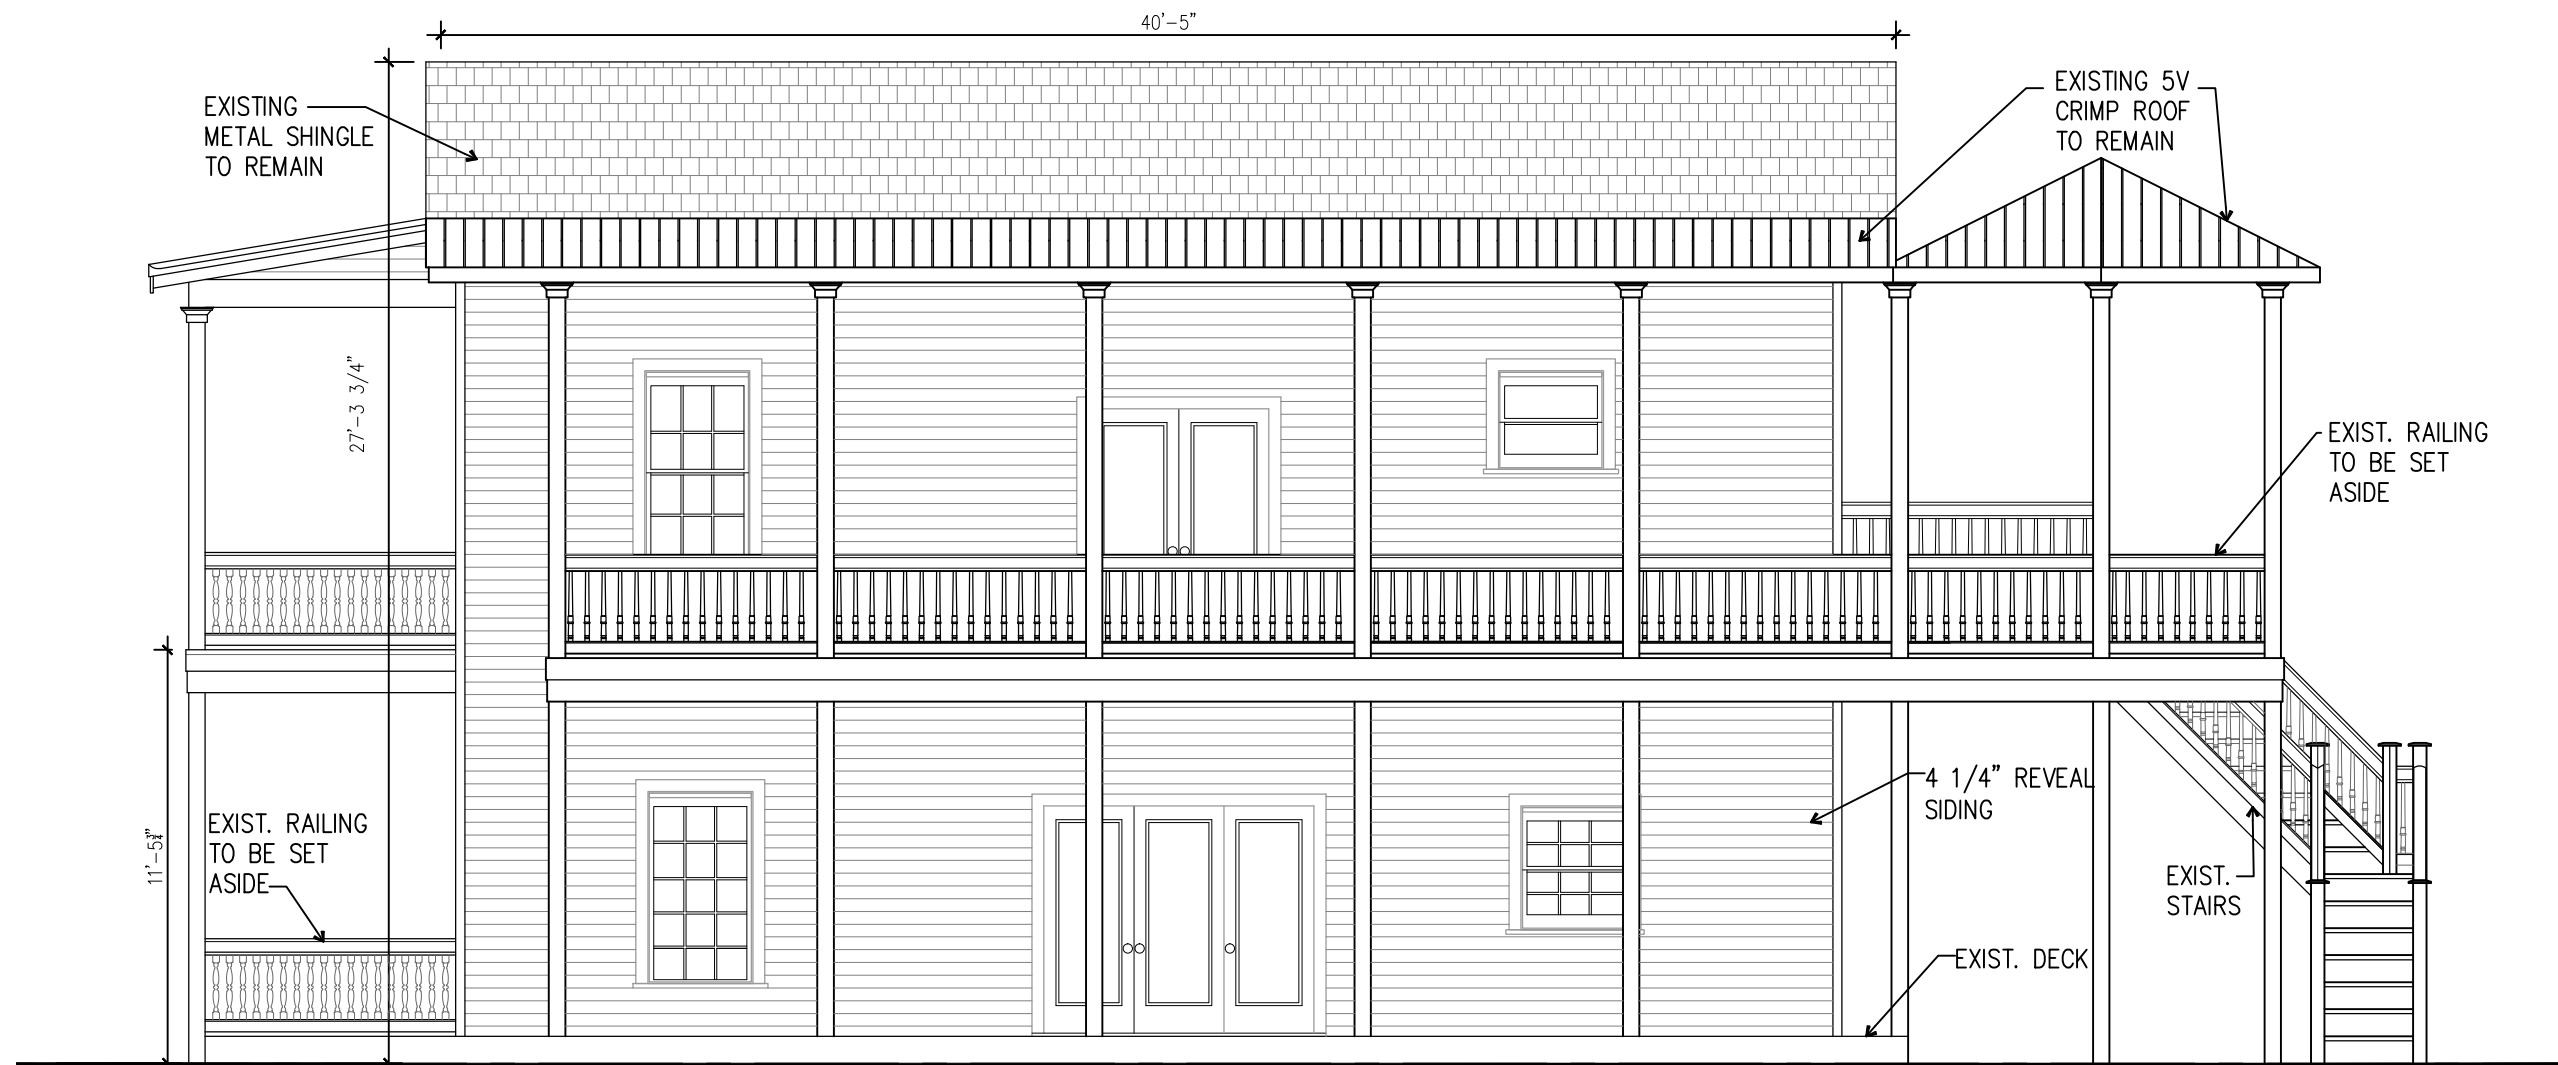 40'-5"
EXISTING
METAL SHINGLE
TO REMAIN
EXISTING 5V
CRIMP ROOF
TO REMAIN
27'-3 3/4"
EXIST. RAILING
TO BE SET
ASIDE
4 1/4" REVEAL
SIDING
EXIST. RAILING
TO BE SET
ASIDE
11'-5¾"
EXIST.
STAIRS
EXIST. DECK